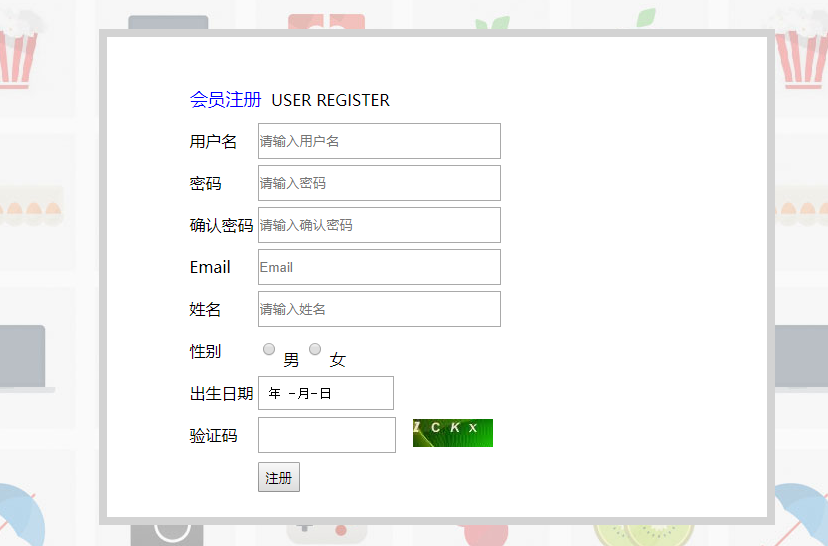 会员注册 USER REGISTER
用户名 请输入用户名
密码 请输入密码
确认密码 请输入确认密码
Email Email
姓名 请输入姓名
性别 男 女
出生日期 年 -月-日
验证码 Z C K X
注册